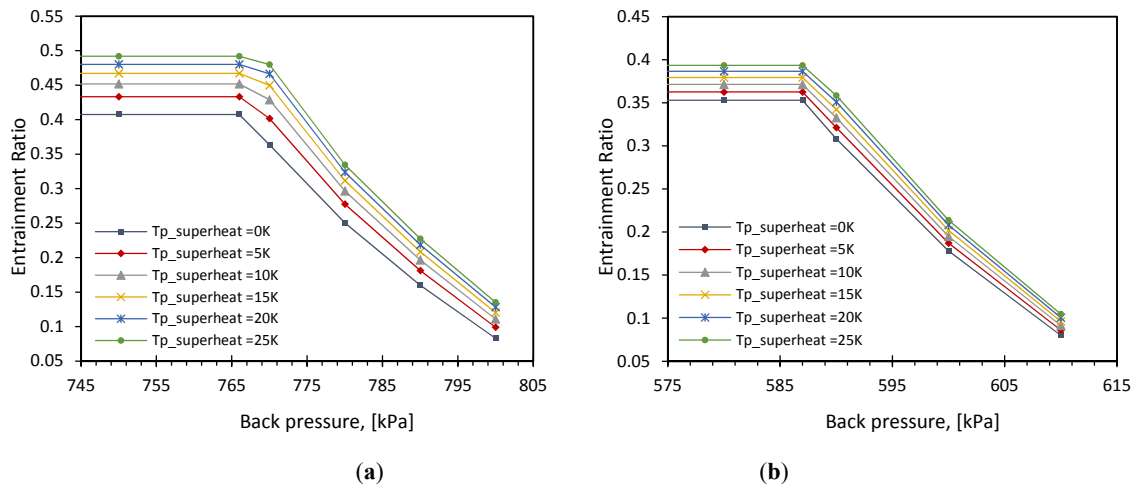 0.55
0.5
0.45
0.4
0.35
0.3
0.25
0.2
0.15
0.1
0.05
Entrainment Ratio
Tp_superheat =0K
Tp_superheat =5K
Tp_superheat =10K
Tp_superheat =15K
Tp_superheat =20K
Tp_superheat =25K
745 755 765 775 785 795 805
Back pressure, [kPa]
(a)
0.45
0.4
0.35
0.3
0.25
0.2
0.15
0.1
0.05
Entrainment Ratio
Tp_superheat =0K
Tp_superheat =5K
Tp_superheat =10K
Tp_superheat =15K
Tp_superheat =20K
Tp_superheat =25K
575 585 595 605 615
Back pressure, [kPa]
(b)